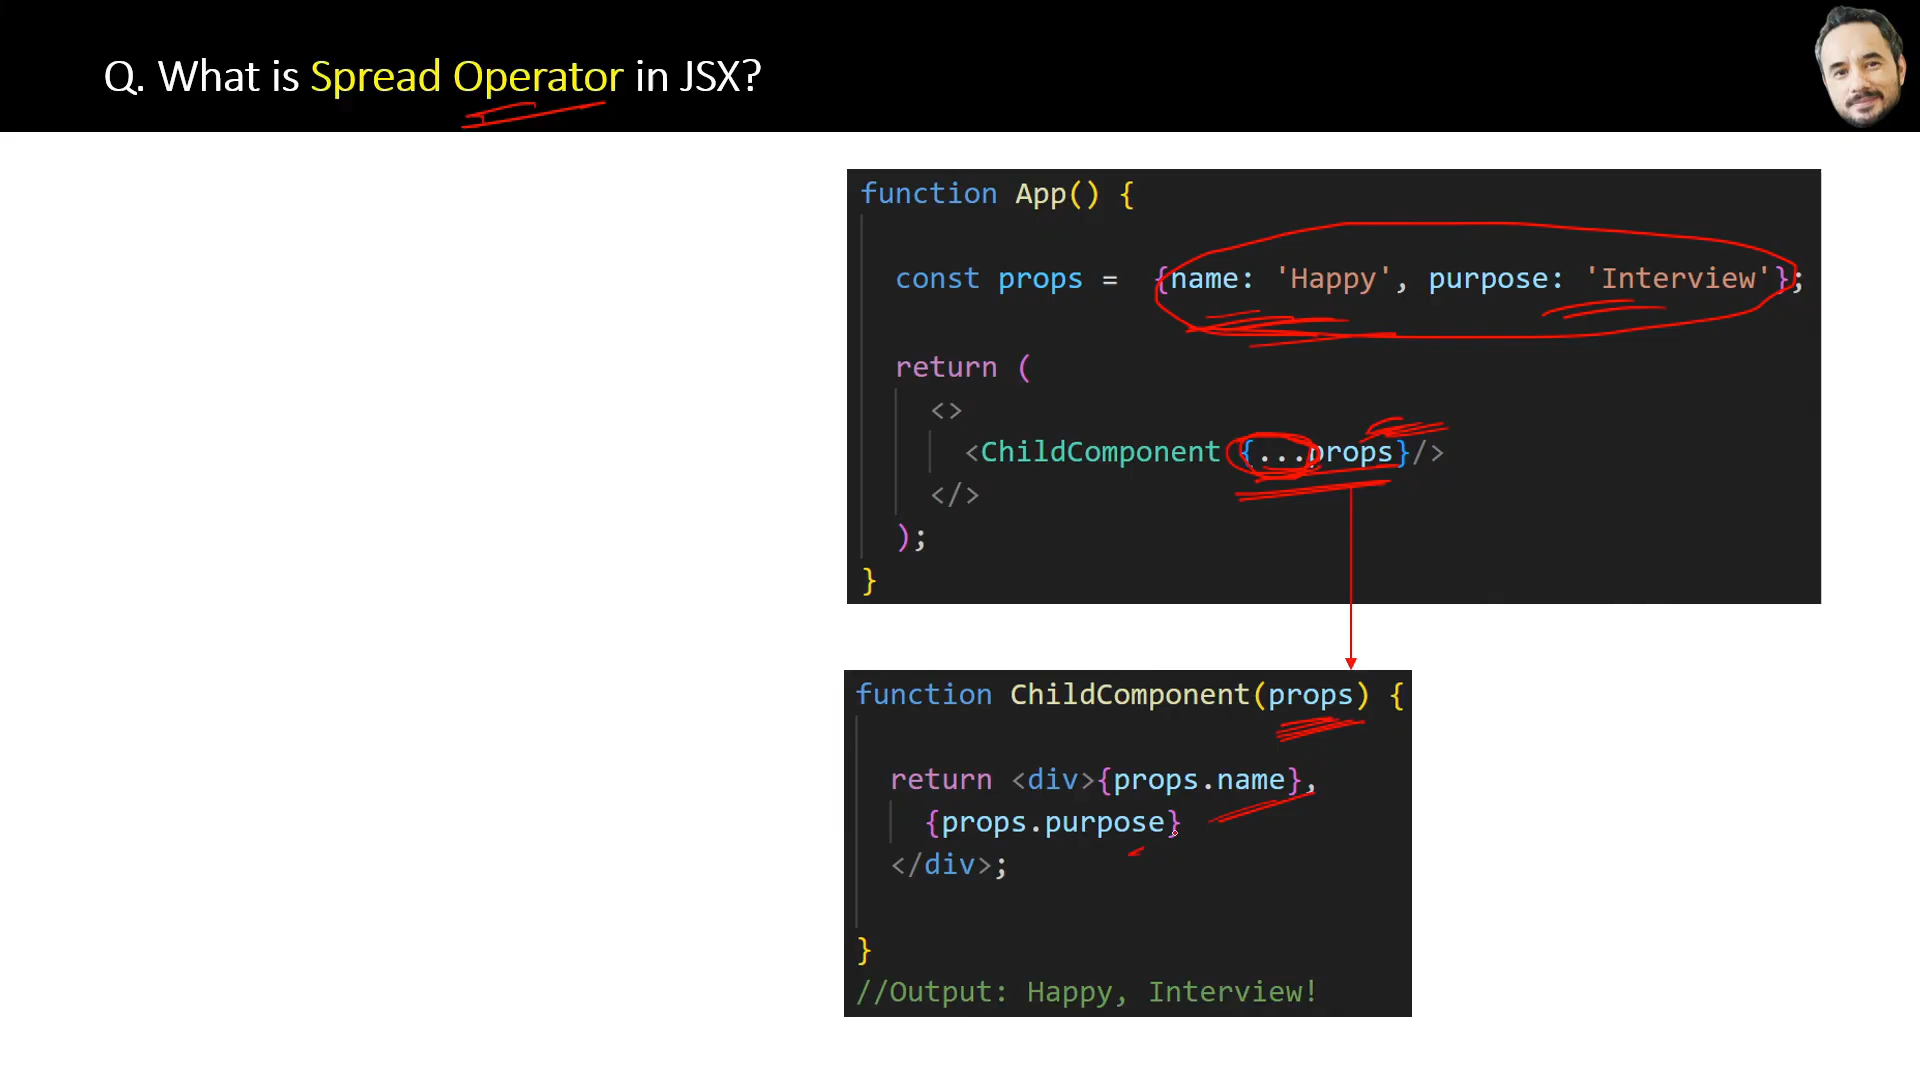 Q. What is Spread Operator in JSX?
function App() {
const props = {name: 'Happy', purpose: 'Interview'};
return (
<>
<ChildComponent {...props}/>
</>
);
}
function ChildComponent(props) {
return <div>{props.name},
{props.purpose}
</div>;
}
//Output: Happy, Interview!